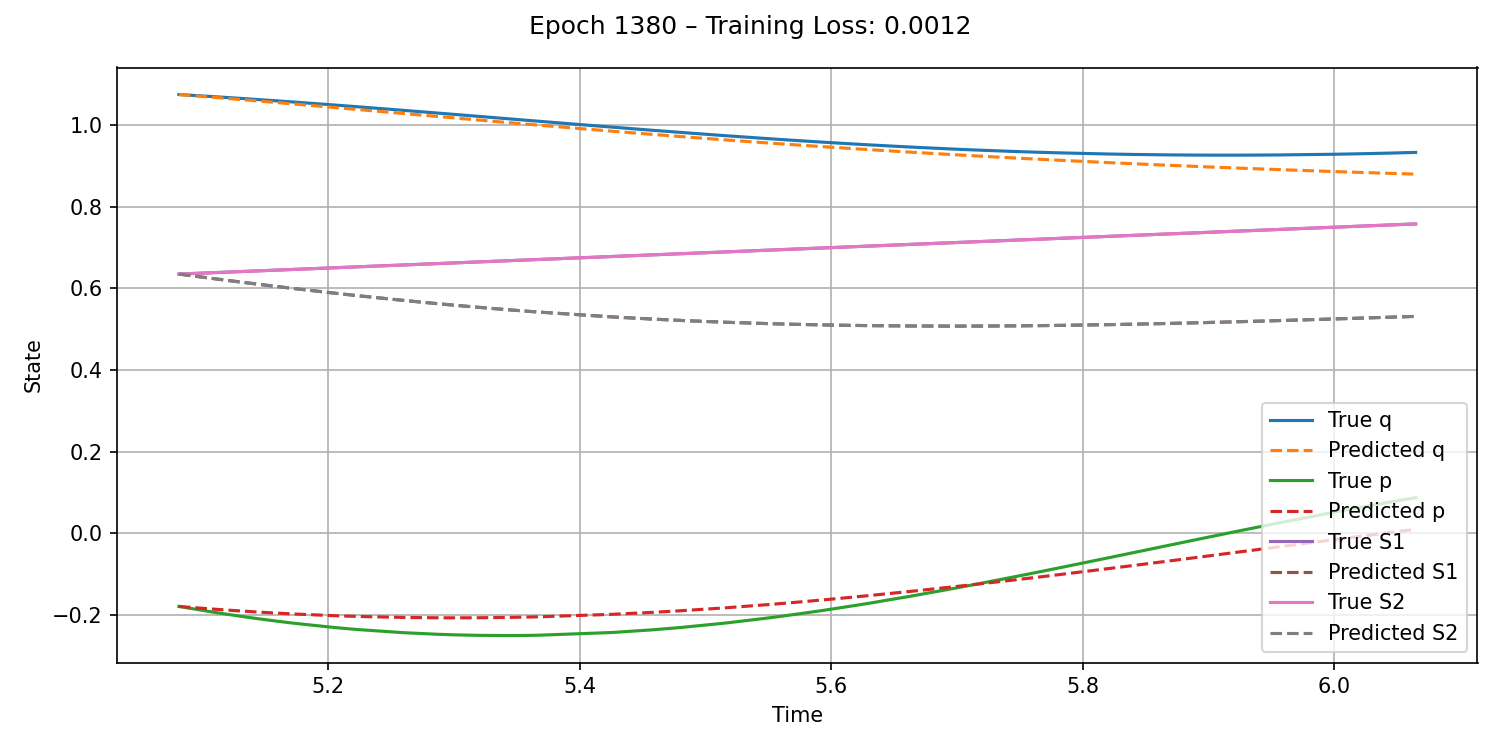 Epoch 1380 – Training Loss: 0.0012
1.0
0.8
0.6
0.4
0.2
0.0
−0.2
State
5.2 5.4 5.6 5.8 6.0
Time
True q
Predicted q
True p
Predicted p
True S1
Predicted S1
True S2
Predicted S2